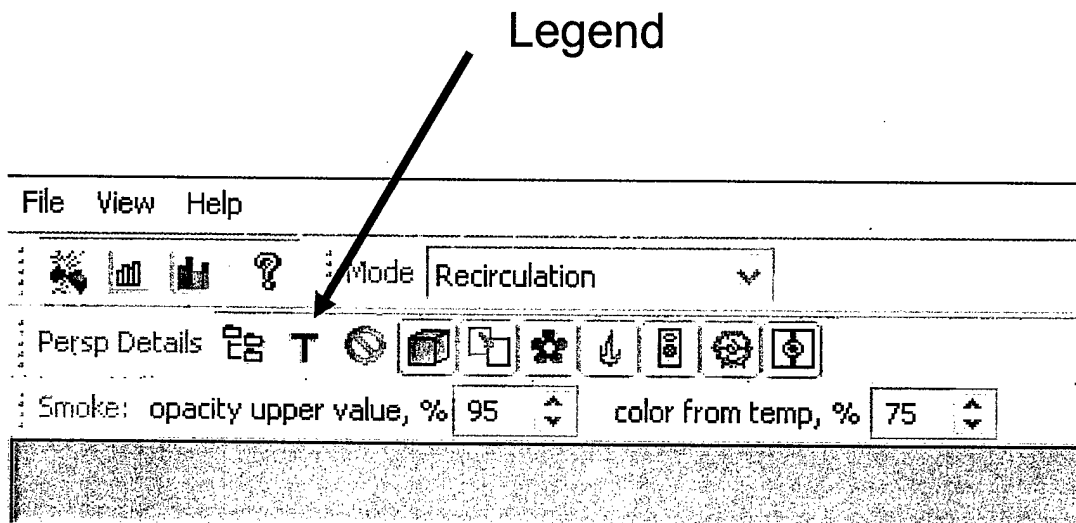 Legend
File View Help
? Mode Recirculation
Persp Details T
Smoke: opacity upper value, % 95 color from temp, % 75